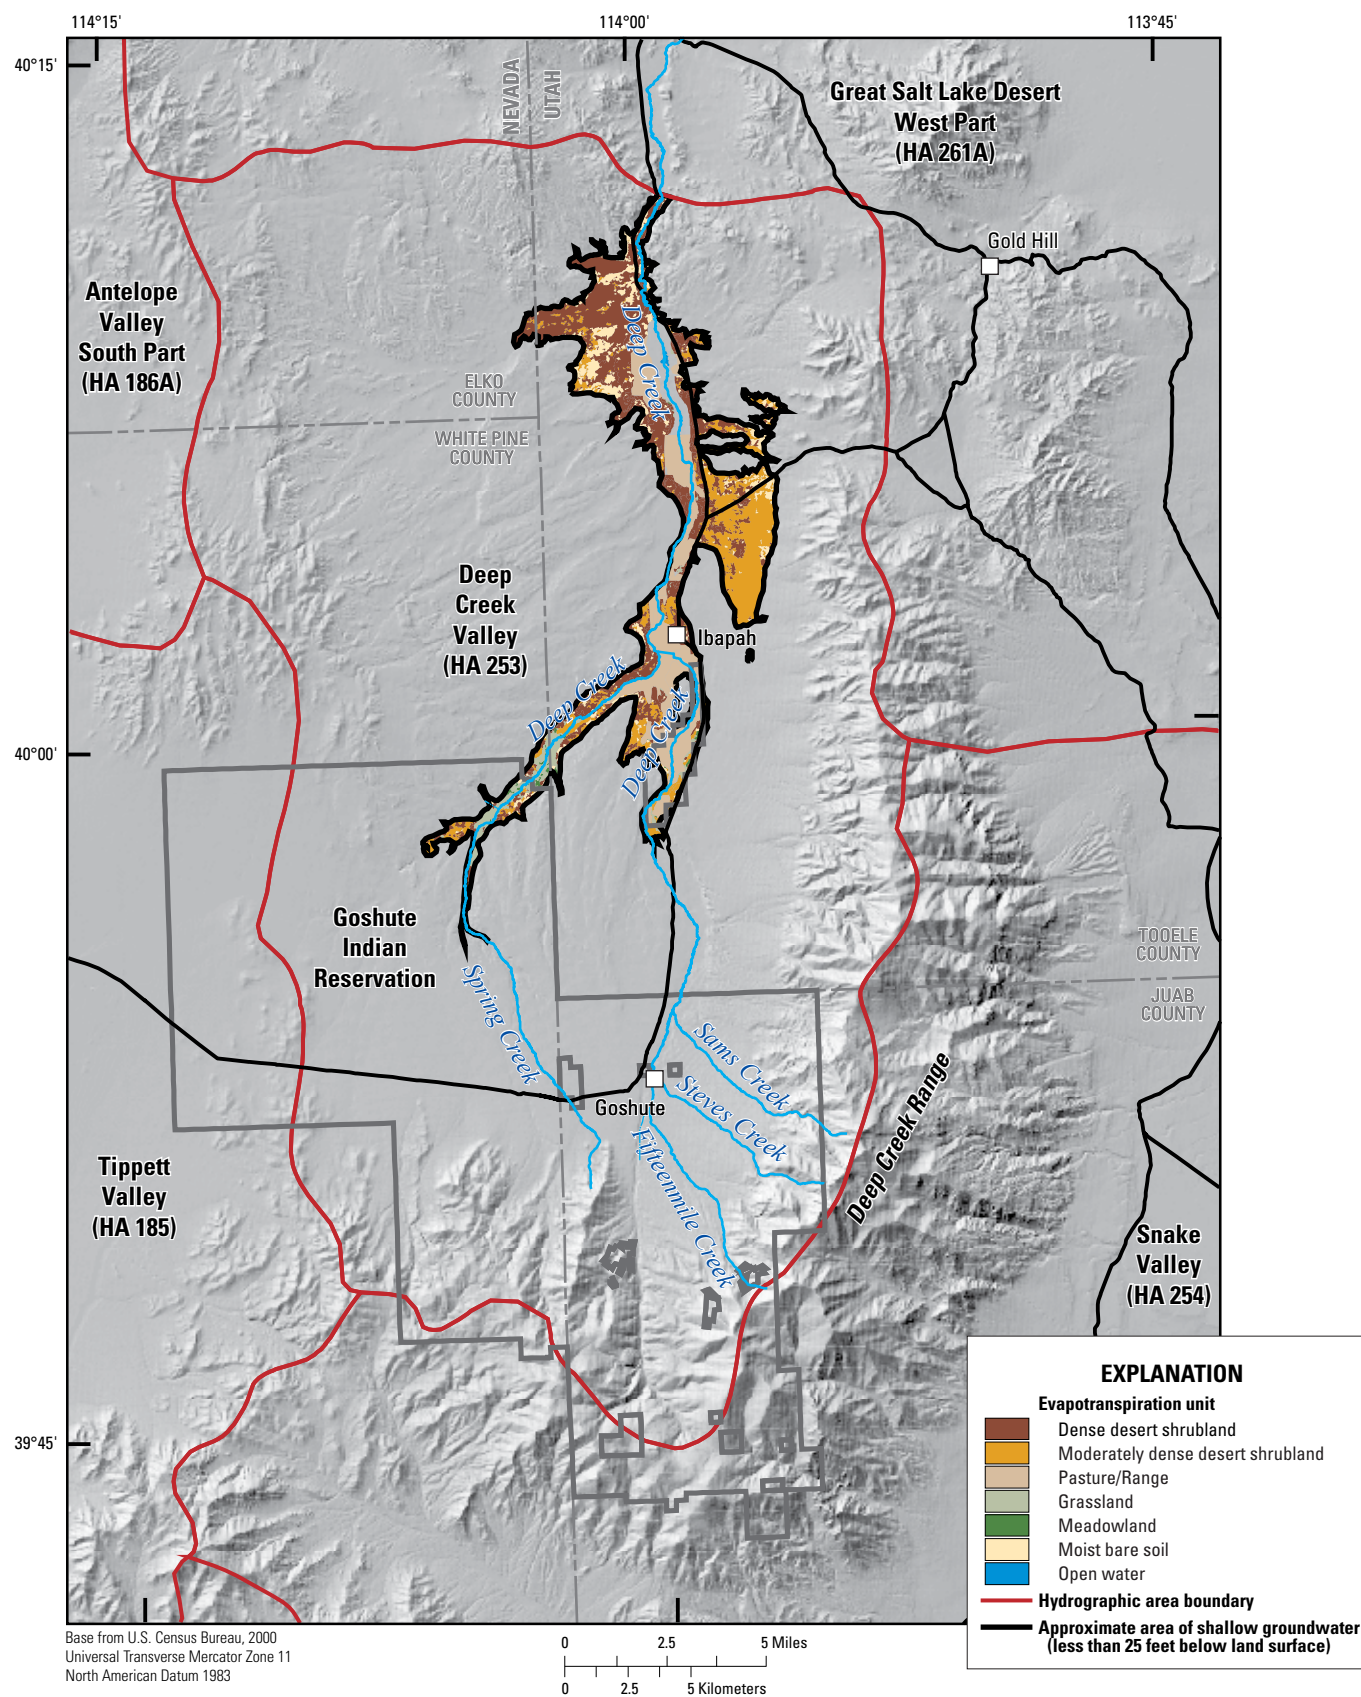 114°15'
114°00'
113°45'
40°15'
NEVADA
UTAH
Great Salt Lake Desert
West Part
(HA 261A)
Gold Hill
Antelope
Valley
South Part
(HA 186A)
Deep Creek
ELKO
COUNTY
WHITE PINE
COUNTY
Deep
Creek
Valley
(HA 253)
Ibapah
Deep Creek
Deep Creek
40°00'
Goshute
Indian
Reservation
TOOELE
COUNTY
JUAB
COUNTY
Spring Creek
Sams Creek
Steves Creek
Goshute
Fifteenmile Creek
Deep Creek Range
Tippett
Valley
(HA 185)
Snake
Valley
(HA 254)
39°45'
EXPLANATION
Evapotranspiration unit
Dense desert shrubland
Moderately dense desert shrubland
Pasture/Range
Grassland
Meadowland
Moist bare soil
Open water
Hydrographic area boundary
Approximate area of shallow groundwater
(less than 25 feet below land surface)
Base from U.S. Census Bureau, 2000
Universal Transverse Mercator Zone 11
North American Datum 1983
0 2.5 5 Miles
0 2.5 5 Kilometers